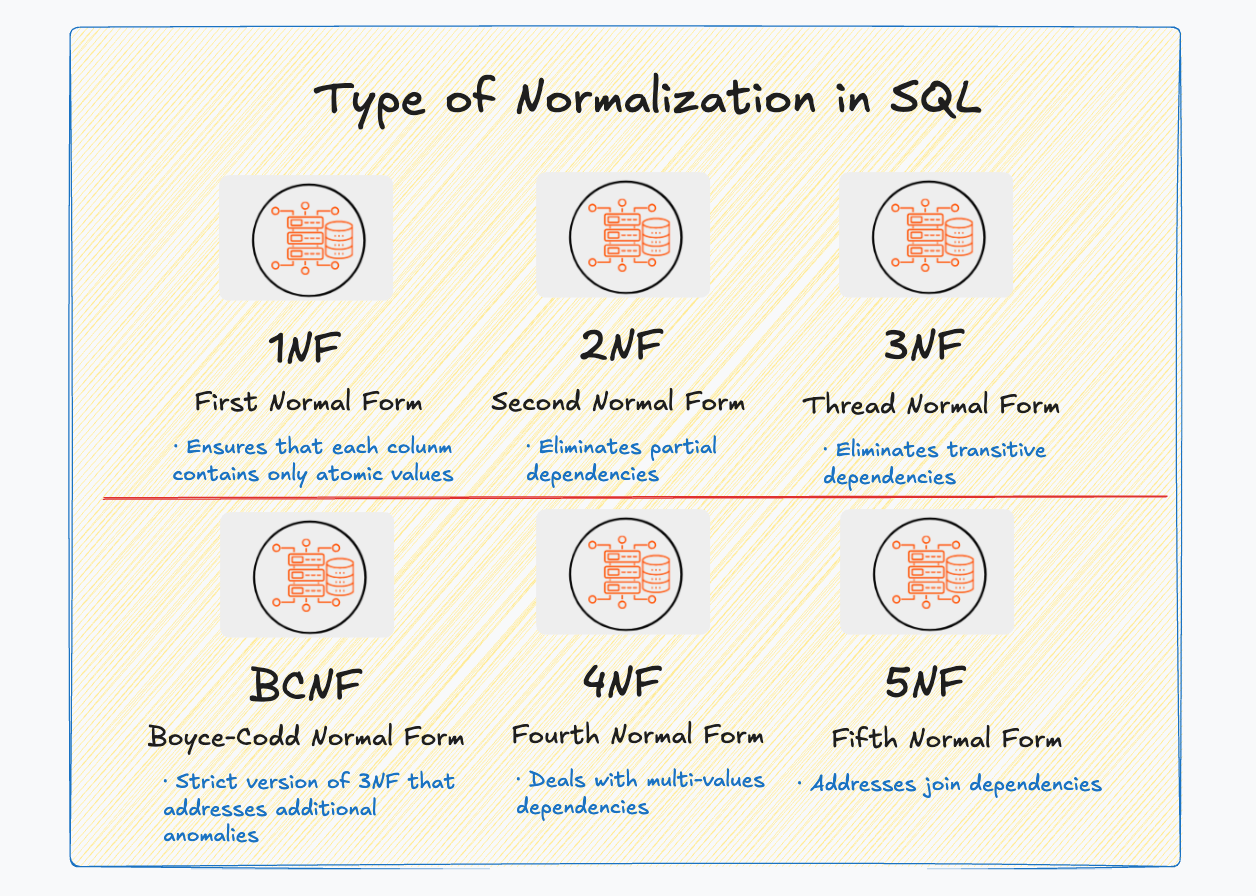 Type of Normalization in SQL
1NF
First Normal Form
· Ensures that each colunm
contains only atomic values
2NF
Second Normal Form
· Eliminates partial
dependencies
3NF
Thread Normal Form
· Eliminates transitive
dependencies
BCNF
Boyce-Codd Normal Form
· Strict version of 3NF that
addresses additional
anomalies
4NF
Fourth Normal Form
· Deals with multi-values
dependencies
5NF
Fifth Normal Form
· Addresses join dependencies